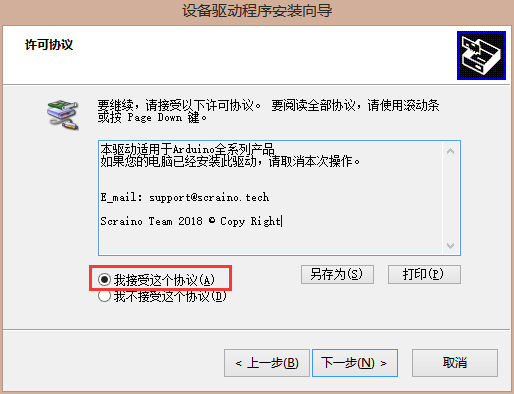 设备驱动程序安装向导
许可协议
要继续，请接受以下许可协议。 要阅读全部协议，请使用滚动条
或按 Page Down 键。
本驱动适用于Arduino全系列产品
如果您的电脑已经安装此驱动，请取消本次操作。
E_mail: support@scraino.tech
Scraino Team 2018 © Copy Right
我接受这个协议(A)
我不接受这个协议(D)
另存为(S)
打印(P)
< 上一步(B)
下一步(N) >
取消